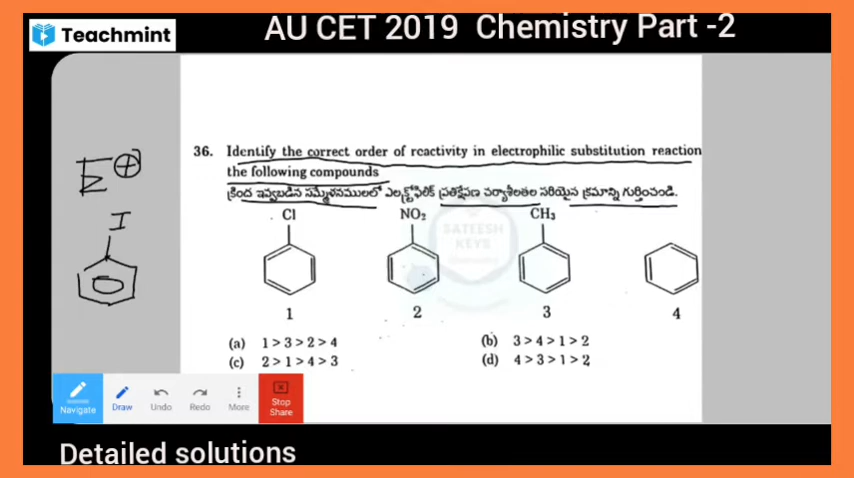 Teachmint
AU CET 2019 Chemistry Part -2
36. Identify the correct order of reactivity in electrophilic substitution reaction
the following compounds
క్రింద ఇవ్వబడిన సమ్మేళనములలో ఎలక్ట్రోఫిలిక్ ప్రతిక్షేపణ చర్యాశీలతల సరియైన క్రమాన్ని గుర్తించండి.
E⊕
I
Cl NO₂ CH₃
SATEESH
KEYS
1 2 3 4
(a) 1 > 3 > 2 > 4 (b) 3 > 4 > 1 > 2
(c) 2 > 1 > 4 > 3 (d) 4 > 3 > 1 > 2
Navigate Draw Undo Redo More Stop
Share
Detailed solutions